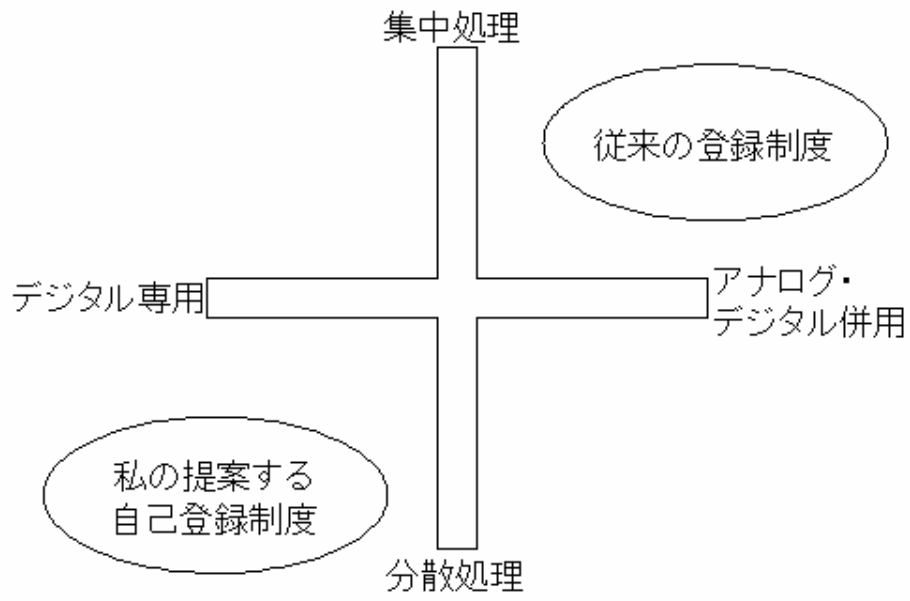 集中処理
従来の登録制度
デジタル専用
アナログ・
デジタル併用
私の提案する
自己登録制度
分散処理